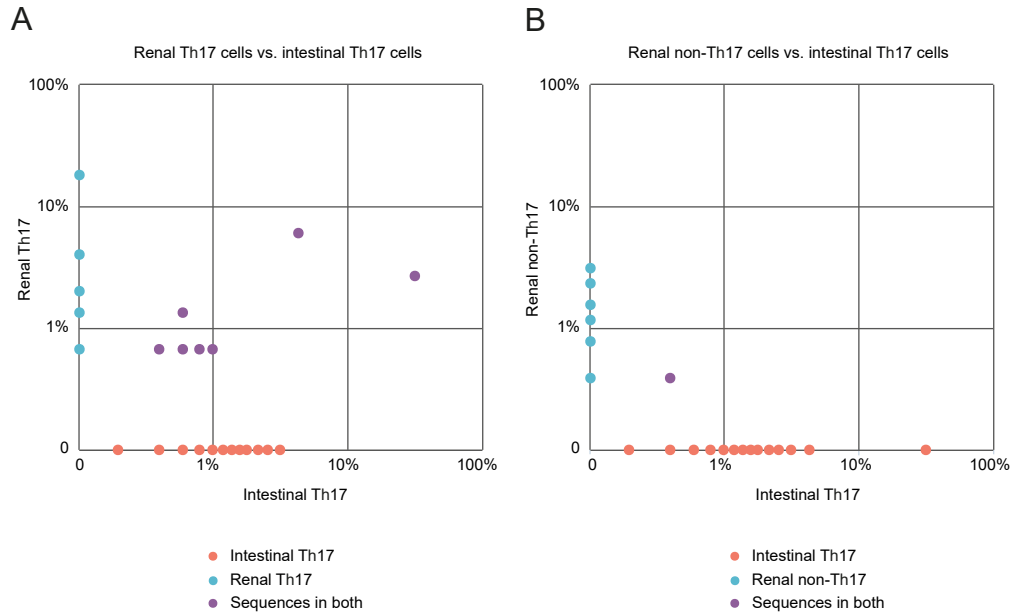 A
Renal Th17 cells vs. intestinal Th17 cells
100%
10%
1%
0
Renal Th17
0
1%
10%
100%
Intestinal Th17
Intestinal Th17
Renal Th17
Sequences in both
B
Renal non-Th17 cells vs. intestinal Th17 cells
100%
10%
1%
0
Renal non-Th17
0
1%
10%
100%
Intestinal Th17
Intestinal Th17
Renal non-Th17
Sequences in both